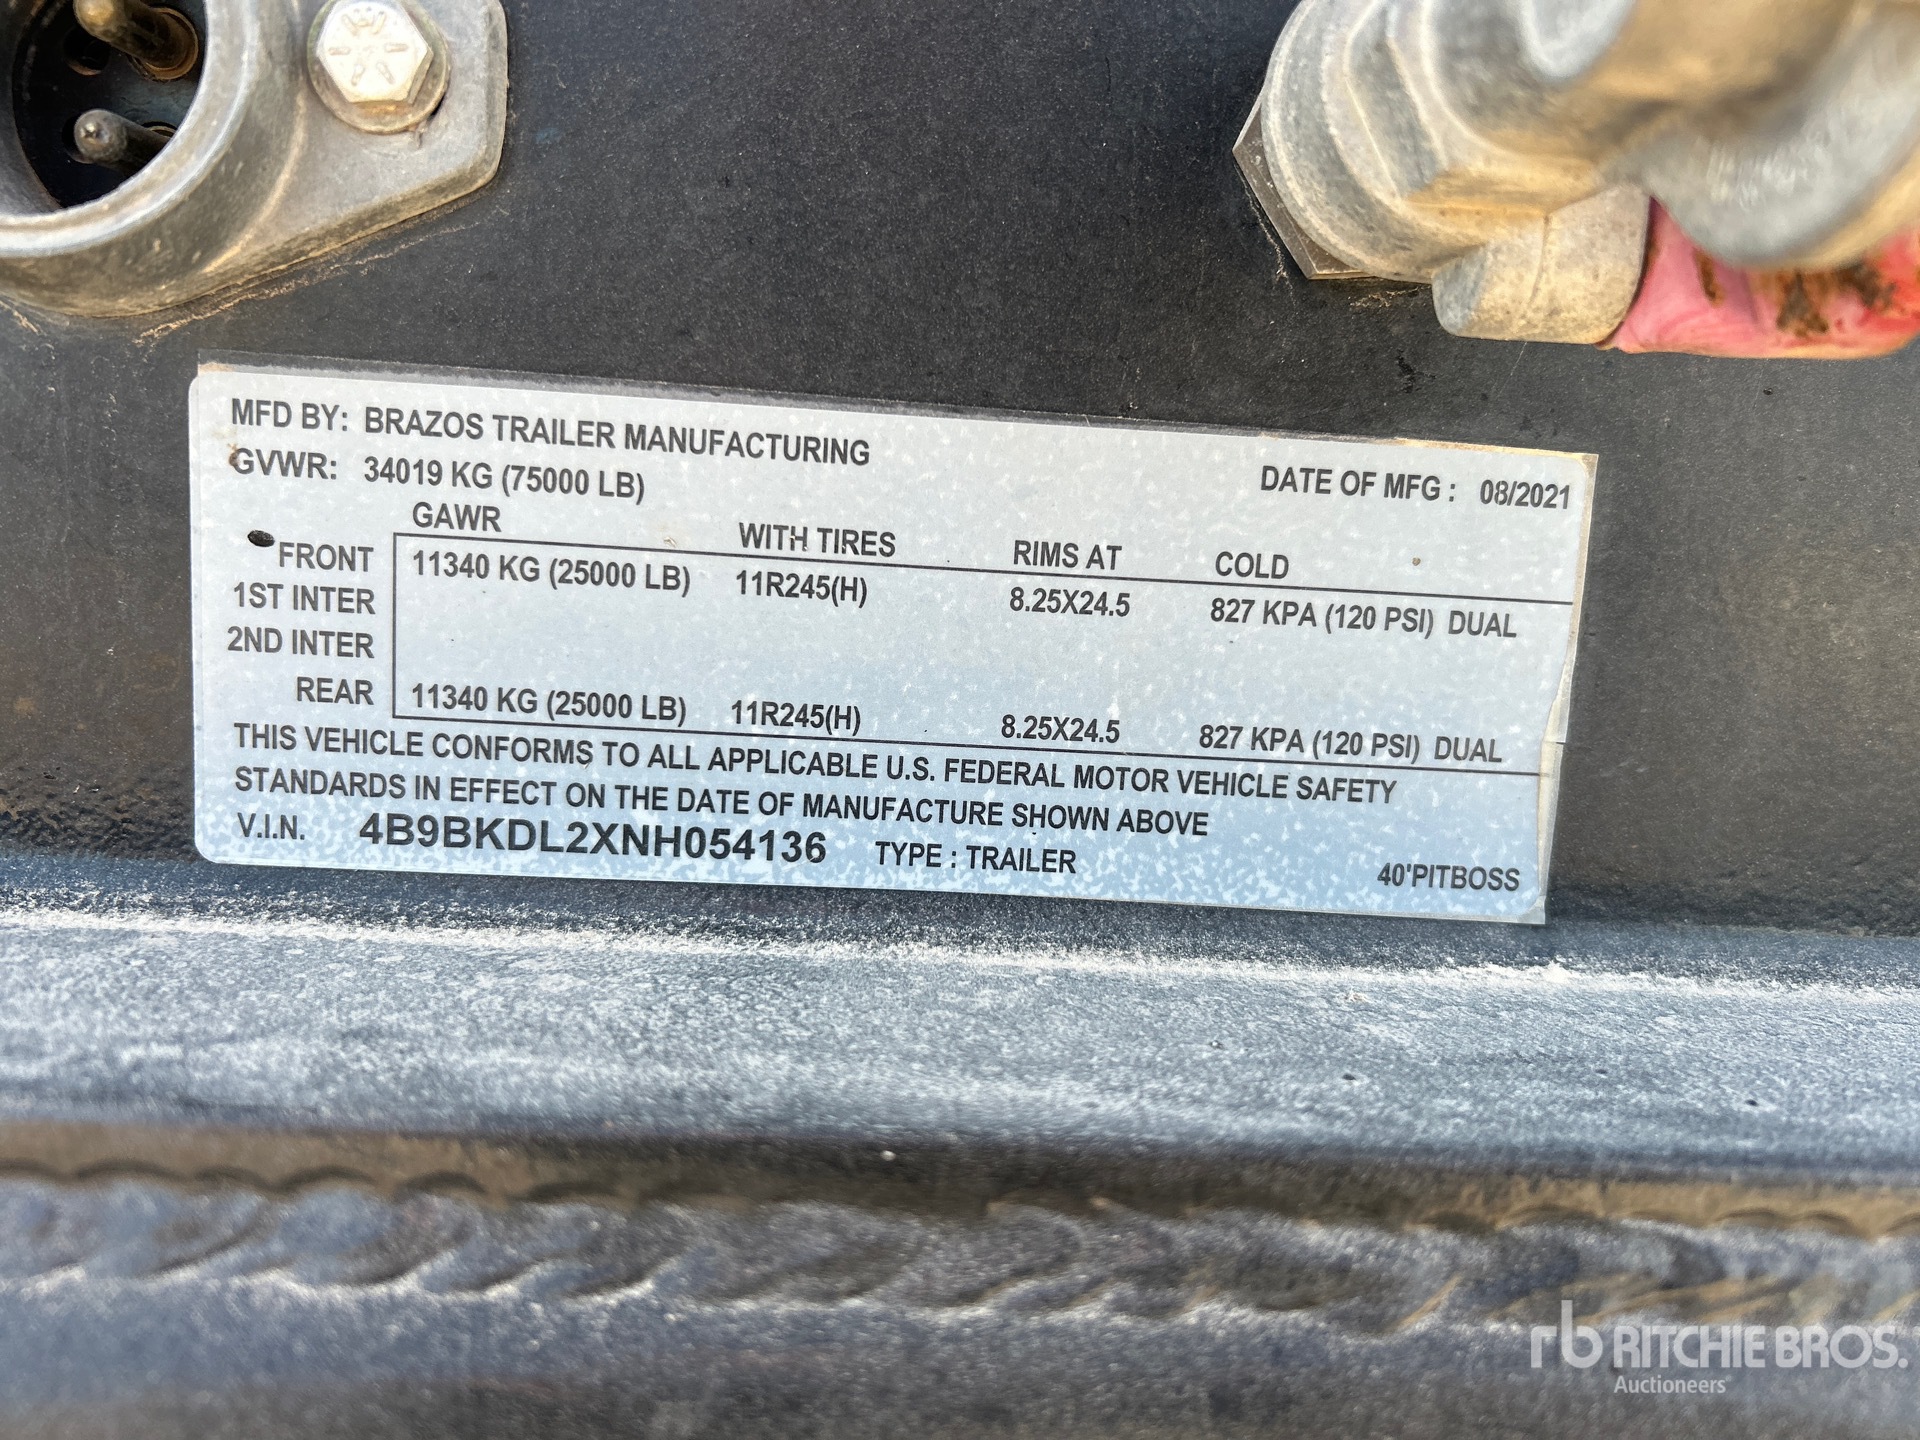 MFD BY: BRAZOS TRAILER MANUFACTURING
GVWR: 34019 KG (75000 LB) DATE OF MFG : 08/2021
GAWR WITH TIRES RIMS AT COLD
FRONT 11340 KG (25000 LB) 11R245(H) 8.25X24.5 827 KPA (120 PSI) DUAL
1ST INTER
2ND INTER
REAR 11340 KG (25000 LB) 11R245(H) 8.25X24.5 827 KPA (120 PSI) DUAL
THIS VEHICLE CONFORMS TO ALL APPLICABLE U.S. FEDERAL MOTOR VEHICLE SAFETY
STANDARDS IN EFFECT ON THE DATE OF MANUFACTURE SHOWN ABOVE
V.I.N. 4B9BKDL2XNH054136 TYPE : TRAILER 40'PITBOSS
rb RITCHIE BROS.
Auctioneers